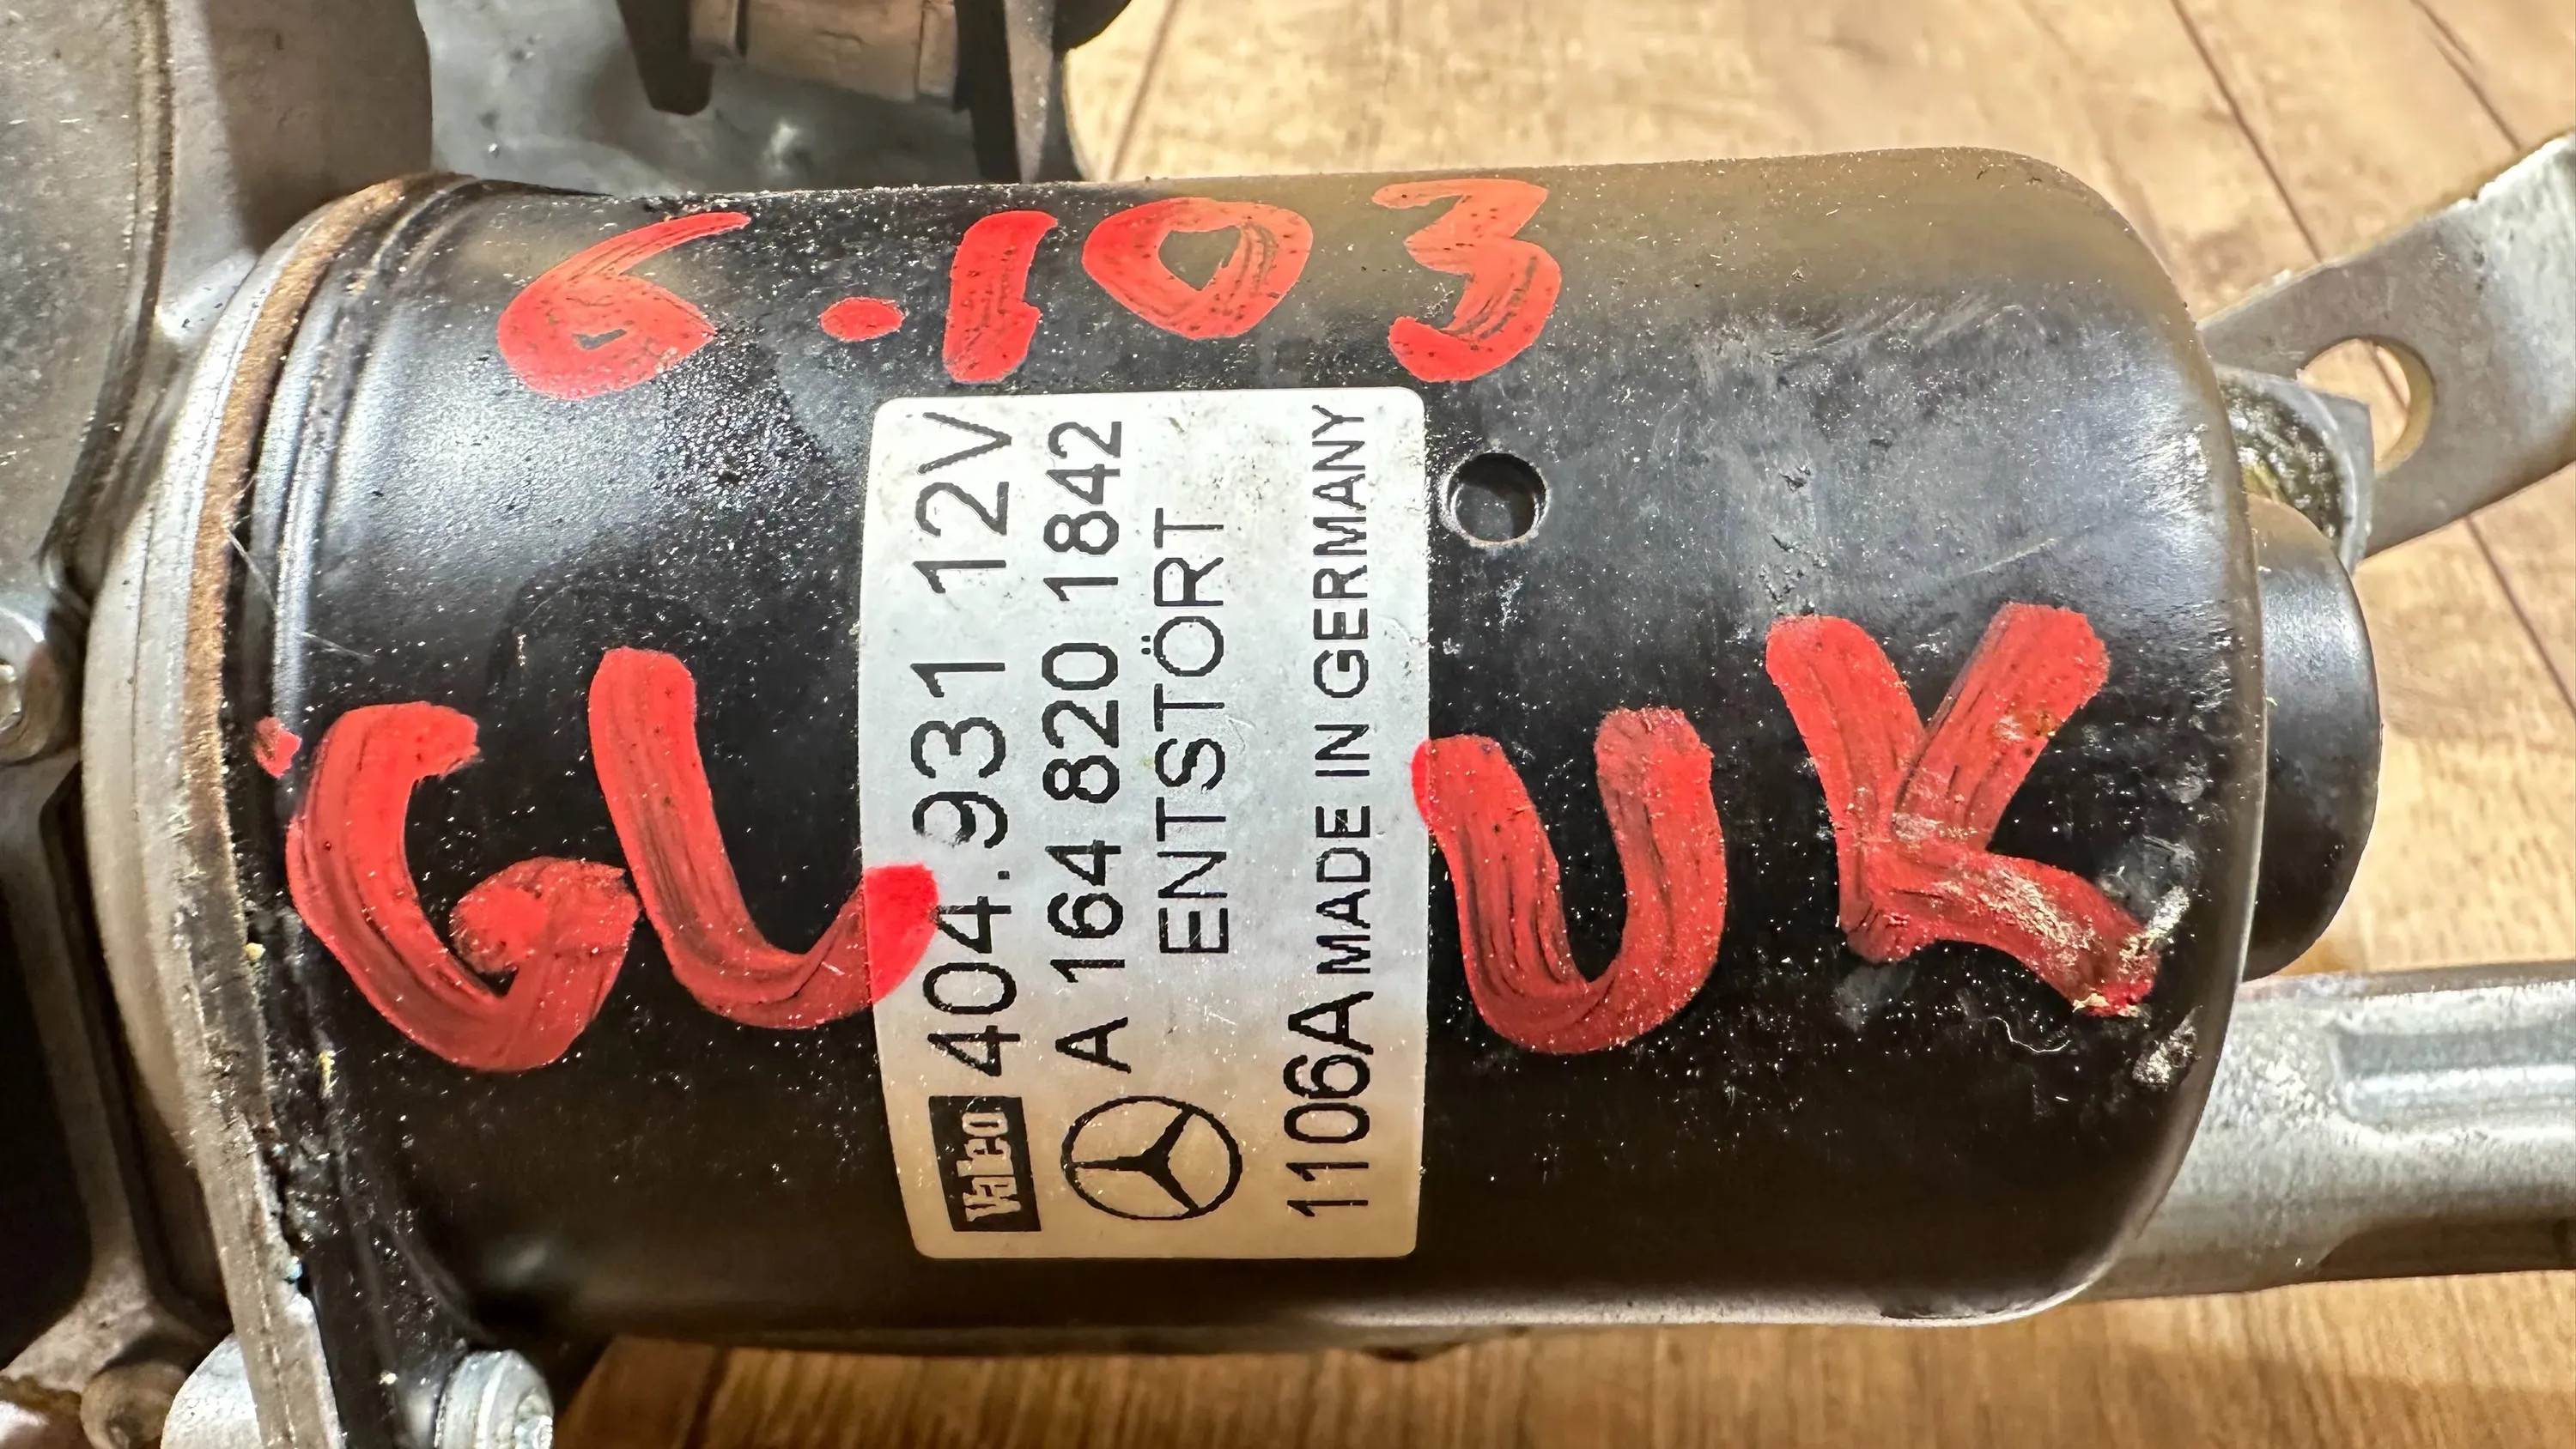 6.103
GL UK
Valeo 404.931 12V
A 164 820 1842
ENTSTÖRT
1106A MADE IN GERMANY